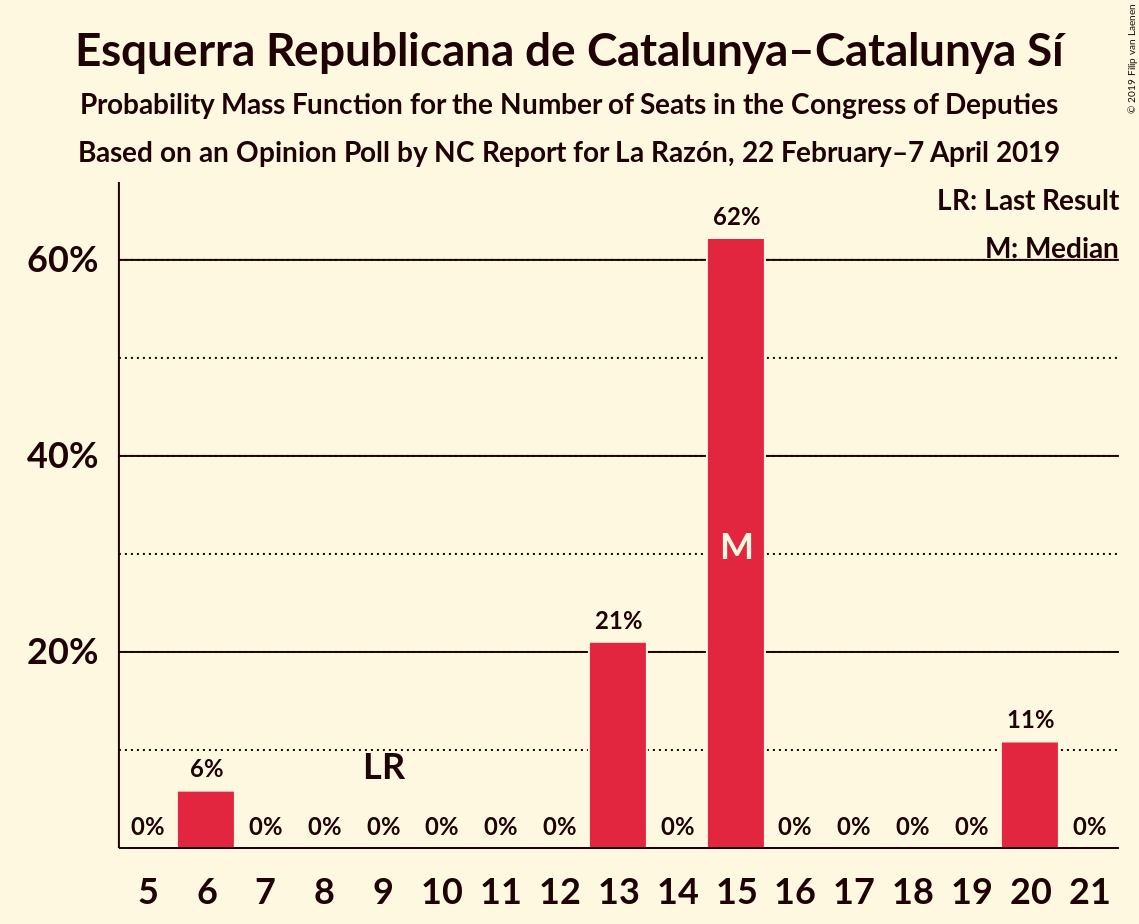 Esquerra Republicana de Catalunya–Catalunya Sí
Probability Mass Function for the Number of Seats in the Congress of Deputies
Based on an Opinion Poll by NC Report for La Razón, 22 February–7 April 2019
© 2019 Filip van Laenen
LR: Last Result
M: Median
62%
60%
40%
M
21%
20%
11%
6%
LR
0% 0% 0% 0% 0% 0% 0% 0% 0% 0% 0% 0% 0%
5 6 7 8 9 10 11 12 13 14 15 16 17 18 19 20 21